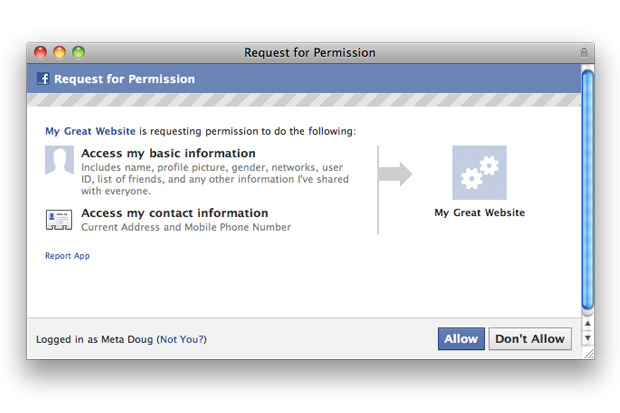 Request for Permission
f Request for Permission
My Great Website is requesting permission to do the following:
Access my basic information
Includes name, profile picture, gender, networks, user
ID, list of friends, and any other information I've shared
with everyone.
Access my contact information
Current Address and Mobile Phone Number
My Great Website
Report App
Logged in as Meta Doug (Not You?)
Allow
Don't Allow